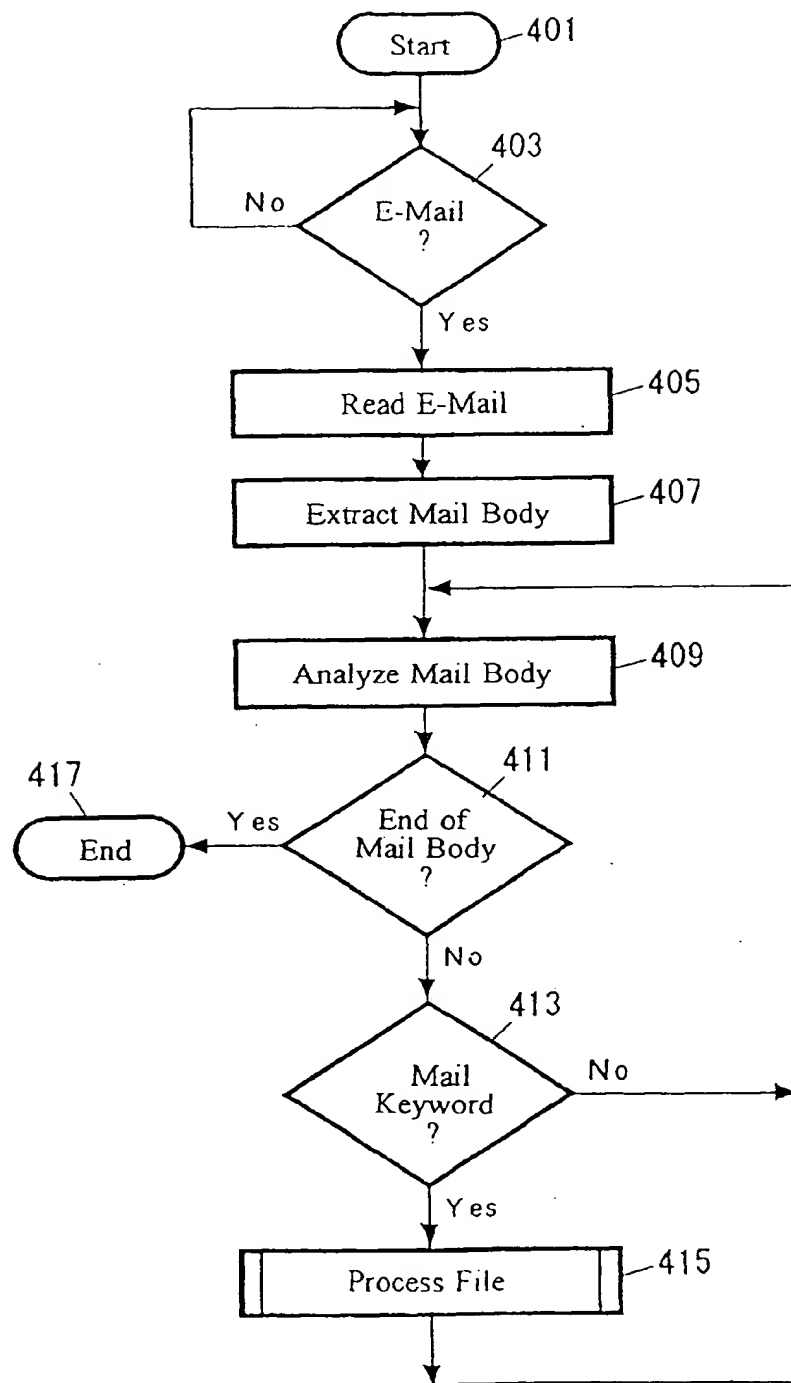 Start
401
403
E-Mail
?
No
Yes
Read E-Mail
405
Extract Mail Body
407
Analyze Mail Body
409
411
417
End of
Mail Body
?
Yes
End
No
413
Mail
Keyword
?
No
Yes
Process File
415